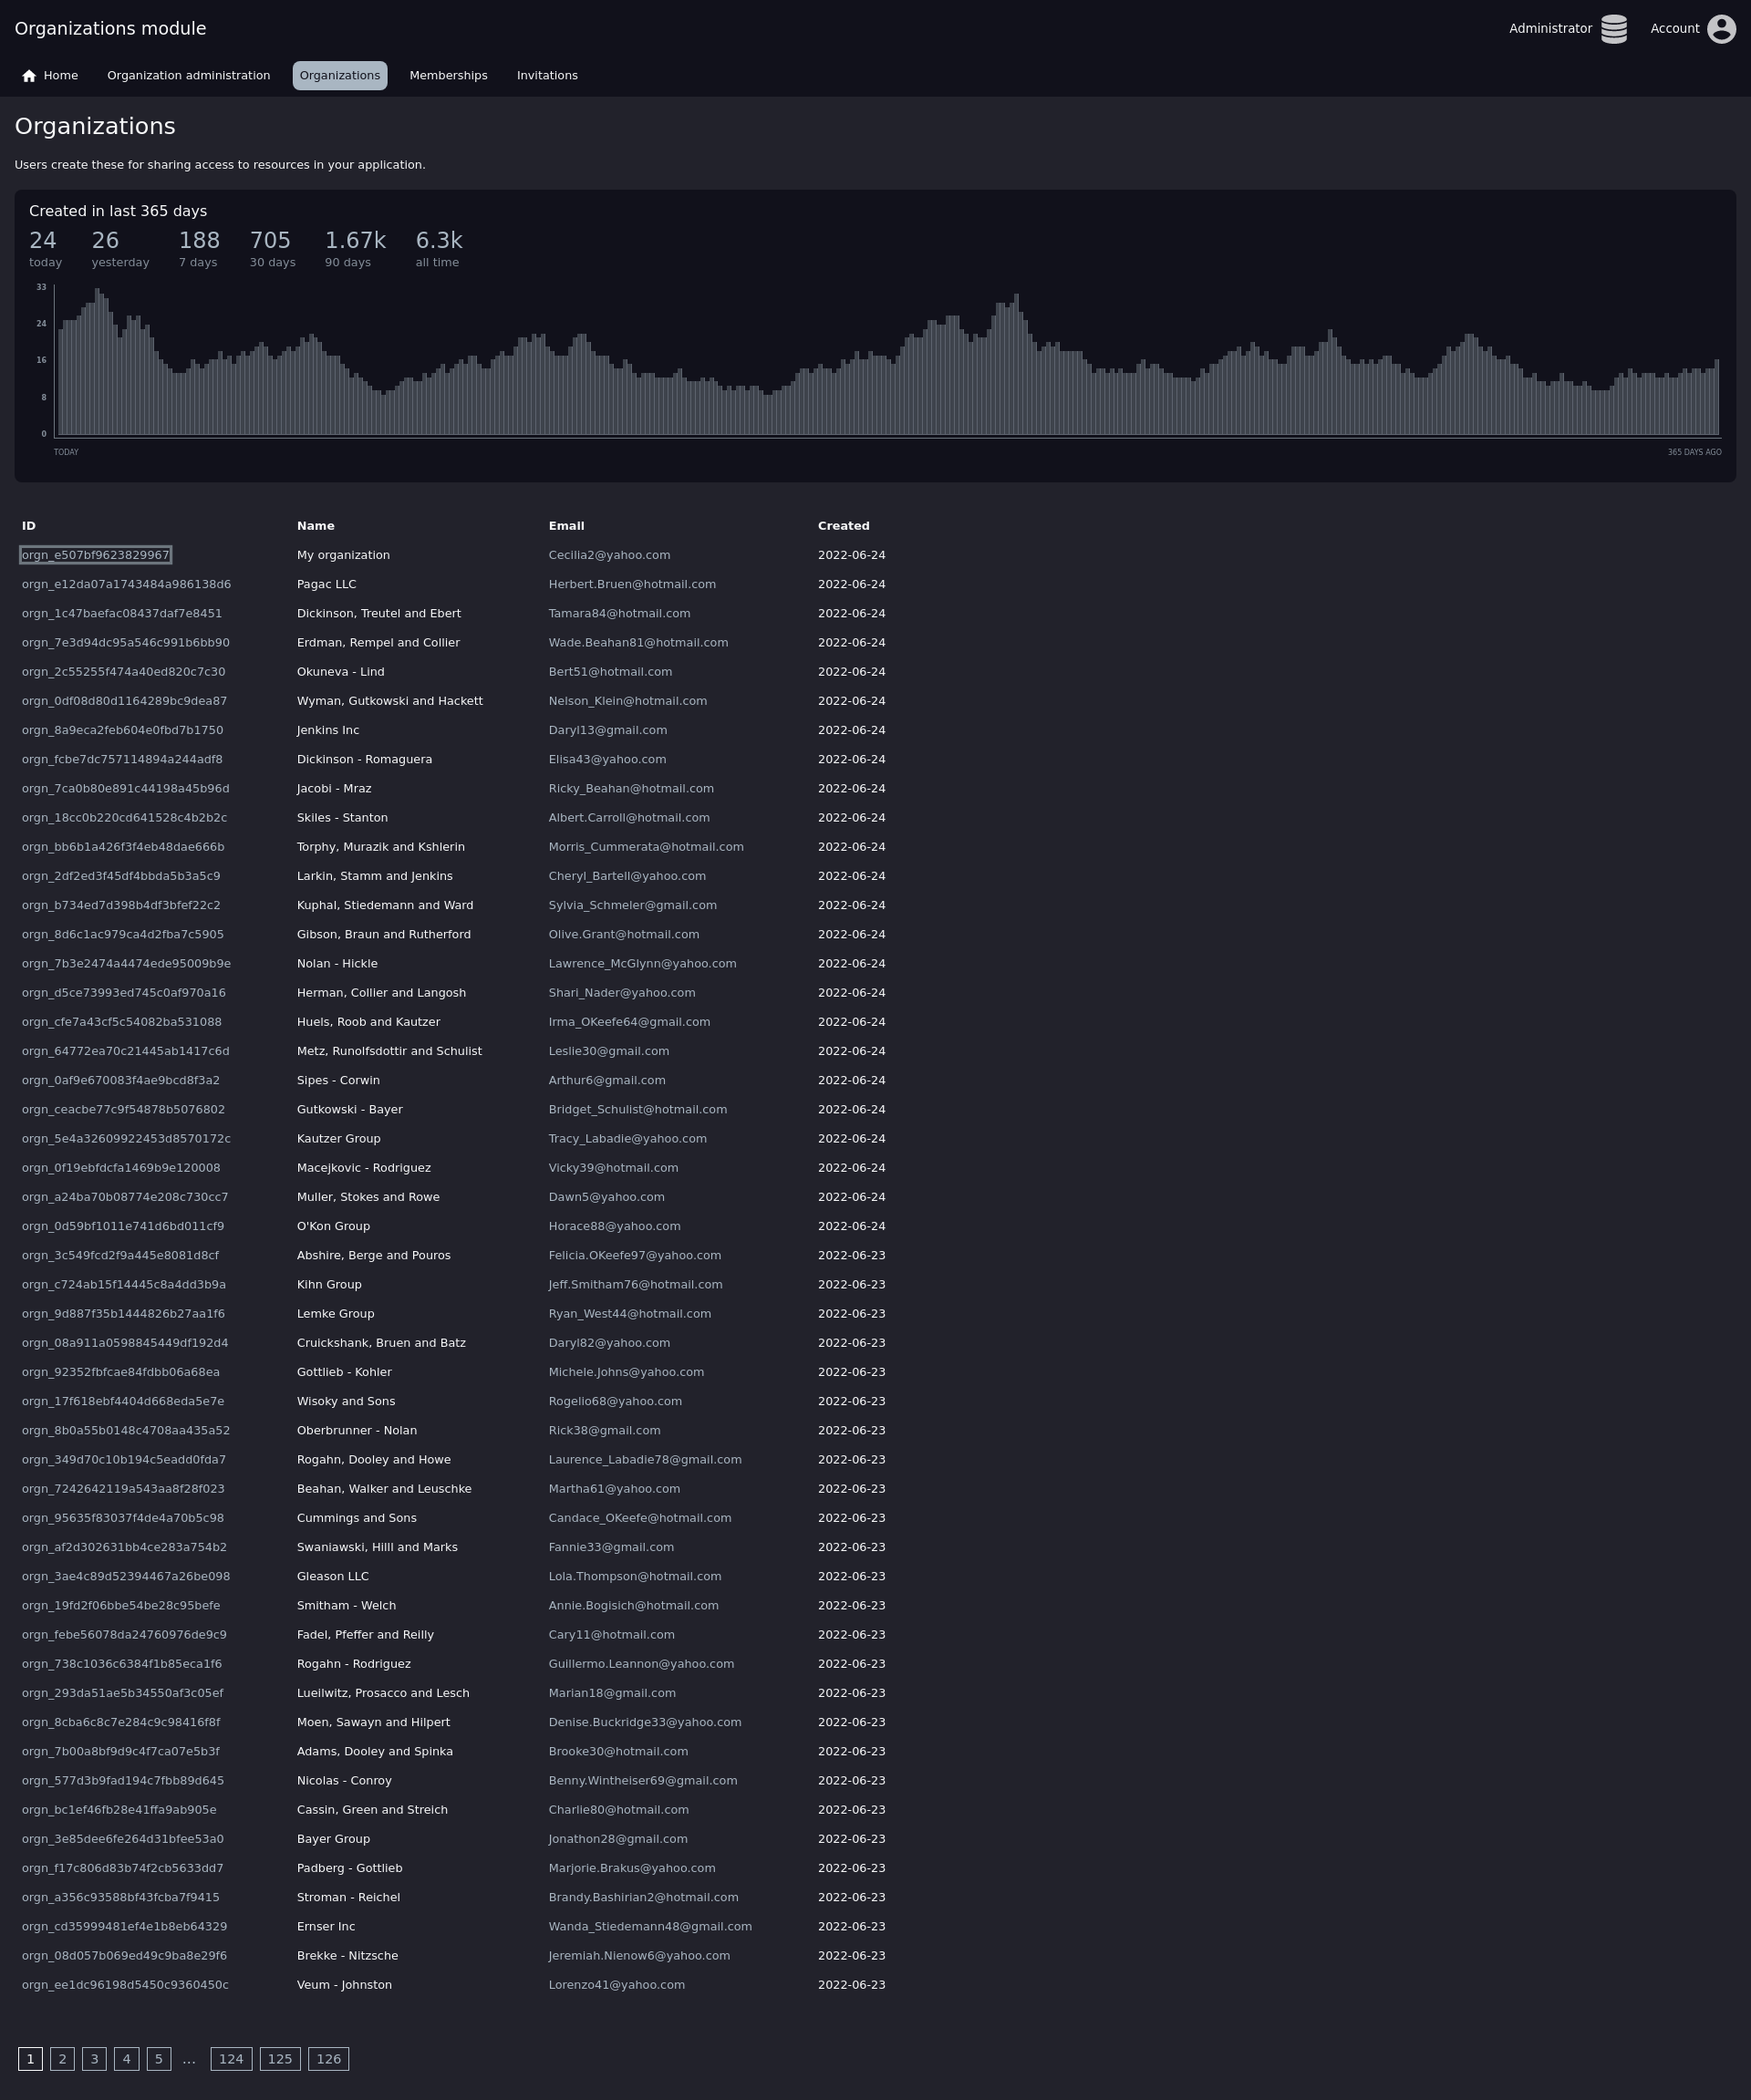 Organizations module
Administrator Account
Home Organization administration Organizations Memberships Invitations
Organizations
Users create these for sharing access to resources in your application.
Created in last 365 days
24 26 188 705 1.67k 6.3k
today yesterday 7 days 30 days 90 days all time
33
24
16
8
0
TODAY 365 DAYS AGO
ID Name Email Created
orgn_e507bf9623829967 My organization Cecilia2@yahoo.com 2022-06-24
orgn_e12da07a1743484a986138d6 Pagac LLC Herbert.Bruen@hotmail.com 2022-06-24
orgn_1c47baefac08437daf7e8451 Dickinson, Treutel and Ebert Tamara84@hotmail.com 2022-06-24
orgn_7e3d94dc95a546c991b6bb90 Erdman, Rempel and Collier Wade.Beahan81@hotmail.com 2022-06-24
orgn_2c55255f474a40ed820c7c30 Okuneva - Lind Bert51@hotmail.com 2022-06-24
orgn_0df08d80d1164289bc9dea87 Wyman, Gutkowski and Hackett Nelson_Klein@hotmail.com 2022-06-24
orgn_8a9eca2feb604e0fbd7b1750 Jenkins Inc Daryl13@gmail.com 2022-06-24
orgn_fcbe7dc757114894a244adf8 Dickinson - Romaguera Elisa43@yahoo.com 2022-06-24
orgn_7ca0b80e891c44198a45b96d Jacobi - Mraz Ricky_Beahan@hotmail.com 2022-06-24
orgn_18cc0b220cd641528c4b2b2c Skiles - Stanton Albert.Carroll@hotmail.com 2022-06-24
orgn_bb6b1a426f3f4eb48dae666b Torphy, Murazik and Kshlerin Morris_Cummerata@hotmail.com 2022-06-24
orgn_2df2ed3f45df4bbda5b3a5c9 Larkin, Stamm and Jenkins Cheryl_Bartell@yahoo.com 2022-06-24
orgn_b734ed7d398b4df3bfef22c2 Kuphal, Stiedemann and Ward Sylvia_Schmeler@gmail.com 2022-06-24
orgn_8d6c1ac979ca4d2fba7c5905 Gibson, Braun and Rutherford Olive.Grant@hotmail.com 2022-06-24
orgn_7b3e2474a4474ede95009b9e Nolan - Hickle Lawrence_McGlynn@yahoo.com 2022-06-24
orgn_d5ce73993ed745c0af970a16 Herman, Collier and Langosh Shari_Nader@yahoo.com 2022-06-24
orgn_cfe7a43cf5c54082ba531088 Huels, Roob and Kautzer Irma_OKeefe64@gmail.com 2022-06-24
orgn_64772ea70c21445ab1417c6d Metz, Runolfsdottir and Schulist Leslie30@gmail.com 2022-06-24
orgn_0af9e670083f4ae9bcd8f3a2 Sipes - Corwin Arthur6@gmail.com 2022-06-24
orgn_ceacbe77c9f54878b5076802 Gutkowski - Bayer Bridget_Schulist@hotmail.com 2022-06-24
orgn_5e4a32609922453d8570172c Kautzer Group Tracy_Labadie@yahoo.com 2022-06-24
orgn_0f19ebfdcfa1469b9e120008 Macejkovic - Rodriguez Vicky39@hotmail.com 2022-06-24
orgn_a24ba70b08774e208c730cc7 Muller, Stokes and Rowe Dawn5@yahoo.com 2022-06-24
orgn_0d59bf1011e741d6bd011cf9 O'Kon Group Horace88@yahoo.com 2022-06-24
orgn_3c549fcd2f9a445e8081d8cf Abshire, Berge and Pouros Felicia.OKeefe97@yahoo.com 2022-06-23
orgn_c724ab15f14445c8a4dd3b9a Kihn Group Jeff.Smitham76@hotmail.com 2022-06-23
orgn_9d887f35b1444826b27aa1f6 Lemke Group Ryan_West44@hotmail.com 2022-06-23
orgn_08a911a0598845449df192d4 Cruickshank, Bruen and Batz Daryl82@yahoo.com 2022-06-23
orgn_92352fbfcae84fdbb06a68ea Gottlieb - Kohler Michele.Johns@yahoo.com 2022-06-23
orgn_17f618ebf4404d668eda5e7e Wisoky and Sons Rogelio68@yahoo.com 2022-06-23
orgn_8b0a55b0148c4708aa435a52 Oberbrunner - Nolan Rick38@gmail.com 2022-06-23
orgn_349d70c10b194c5eadd0fda7 Rogahn, Dooley and Howe Laurence_Labadie78@gmail.com 2022-06-23
orgn_7242642119a543aa8f28f023 Beahan, Walker and Leuschke Martha61@yahoo.com 2022-06-23
orgn_95635f83037f4de4a70b5c98 Cummings and Sons Candace_OKeefe@hotmail.com 2022-06-23
orgn_af2d302631bb4ce283a754b2 Swaniawski, Hilll and Marks Fannie33@gmail.com 2022-06-23
orgn_3ae4c89d52394467a26be098 Gleason LLC Lola.Thompson@hotmail.com 2022-06-23
orgn_19fd2f06bbe54be28c95befe Smitham - Welch Annie.Bogisich@hotmail.com 2022-06-23
orgn_febe56078da24760976de9c9 Fadel, Pfeffer and Reilly Cary11@hotmail.com 2022-06-23
orgn_738c1036c6384f1b85eca1f6 Rogahn - Rodriguez Guillermo.Leannon@yahoo.com 2022-06-23
orgn_293da51ae5b34550af3c05ef Lueilwitz, Prosacco and Lesch Marian18@gmail.com 2022-06-23
orgn_8cba6c8c7e284c9c98416f8f Moen, Sawayn and Hilpert Denise.Buckridge33@yahoo.com 2022-06-23
orgn_7b00a8bf9d9c4f7ca07e5b3f Adams, Dooley and Spinka Brooke30@hotmail.com 2022-06-23
orgn_577d3b9fad194c7fbb89d645 Nicolas - Conroy Benny.Wintheiser69@gmail.com 2022-06-23
orgn_bc1ef46fb28e41ffa9ab905e Cassin, Green and Streich Charlie80@hotmail.com 2022-06-23
orgn_3e85dee6fe264d31bfee53a0 Bayer Group Jonathon28@gmail.com 2022-06-23
orgn_f17c806d83b74f2cb5633dd7 Padberg - Gottlieb Marjorie.Brakus@yahoo.com 2022-06-23
orgn_a356c93588bf43fcba7f9415 Stroman - Reichel Brandy.Bashirian2@hotmail.com 2022-06-23
orgn_cd35999481ef4e1b8eb64329 Ernser Inc Wanda_Stiedemann48@gmail.com 2022-06-23
orgn_08d057b069ed49c9ba8e29f6 Brekke - Nitzsche Jeremiah.Nienow6@yahoo.com 2022-06-23
orgn_ee1dc96198d5450c9360450c Veum - Johnston Lorenzo41@yahoo.com 2022-06-23
1 2 3 4 5 ... 124 125 126